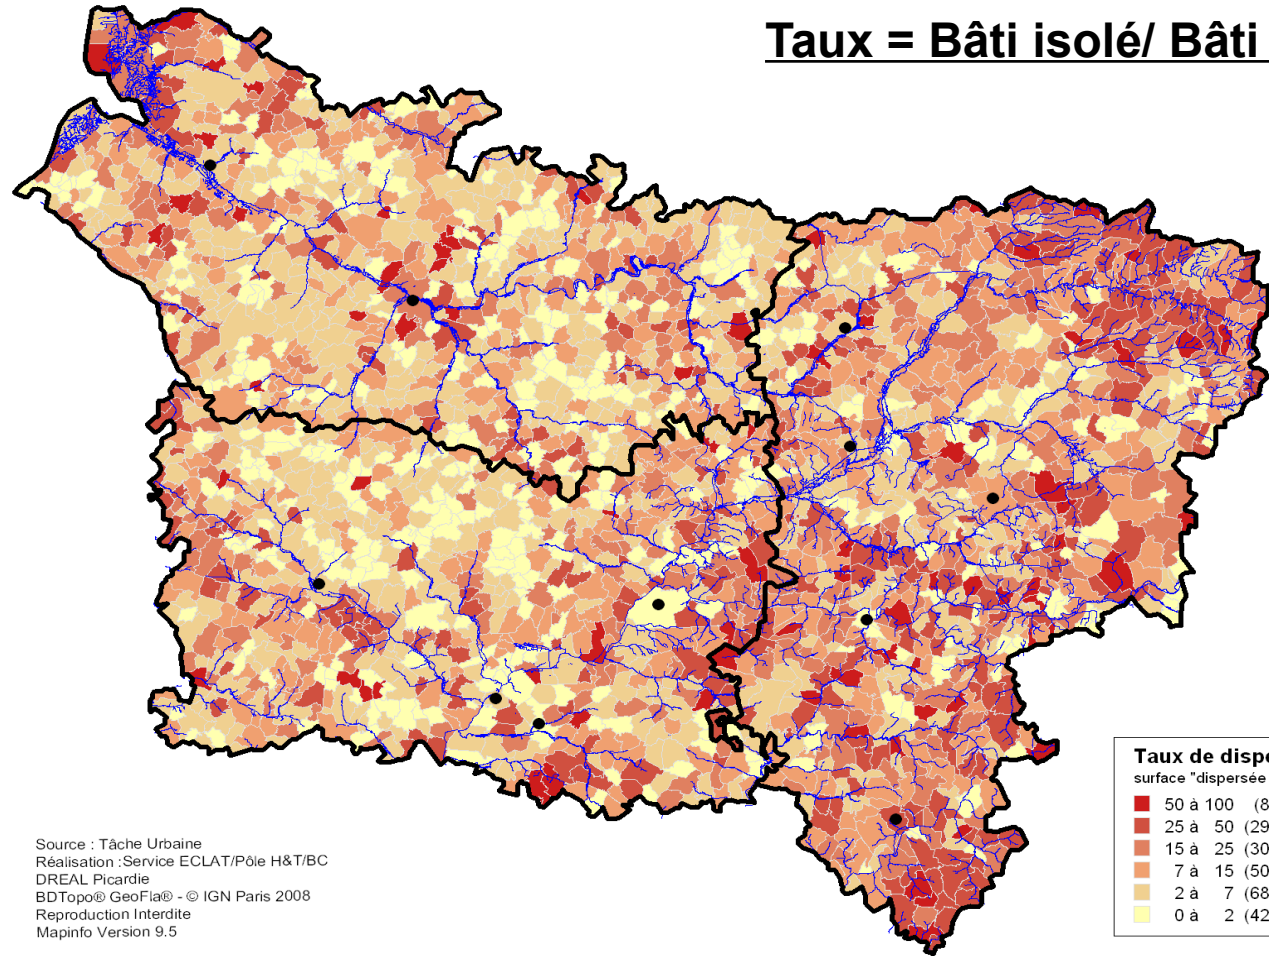 Taux = Bâti isolé/ Bâti
Taux de dispe
surface "dispersée
50 à 100 (8
25 à 50 (29
15 à 25 (30
7 à 15 (50
2 à 7 (68
0 à 2 (42
Source : Tâche Urbaine
Réalisation :Service ECLAT/Pôle H&T/BC
DREAL Picardie
BDTopo® GeoFla® - © IGN Paris 2008
Reproduction Interdite
Mapinfo Version 9.5